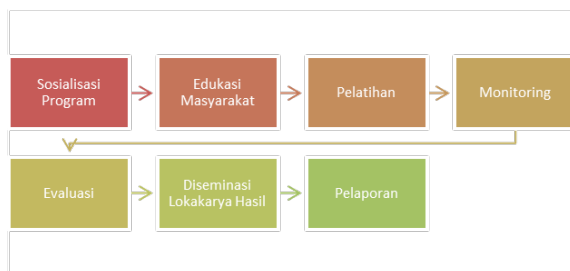 Sosialisasi
Program
Edukasi
Masyarakat
Pelatihan
Monitoring
Evaluasi
Diseminasi
Lokakarya Hasil
Pelaporan